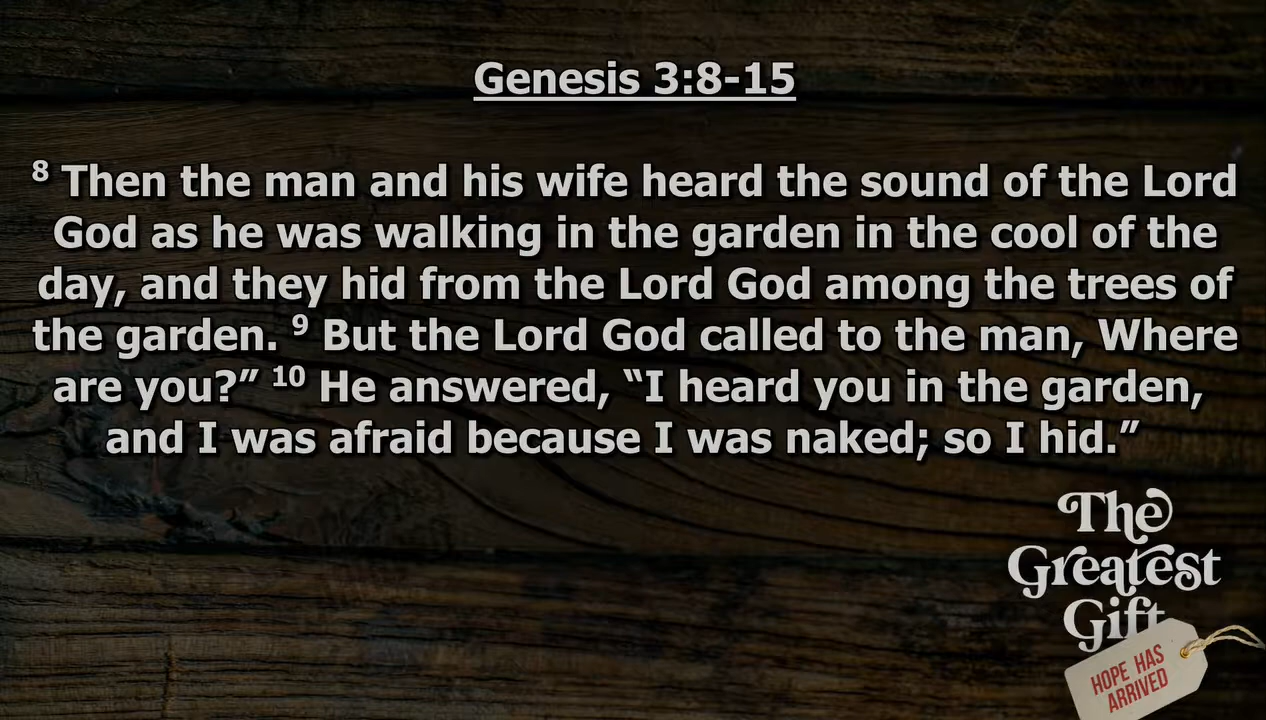 Genesis 3:8-15
⁸ Then the man and his wife heard the sound of the Lord
God as he was walking in the garden in the cool of the
day, and they hid from the Lord God among the trees of
the garden. ⁹ But the Lord God called to the man, Where
are you?” ¹⁰ He answered, “I heard you in the garden,
and I was afraid because I was naked; so I hid.”
The
Greatest
Gift
HOPE HAS
ARRIVED